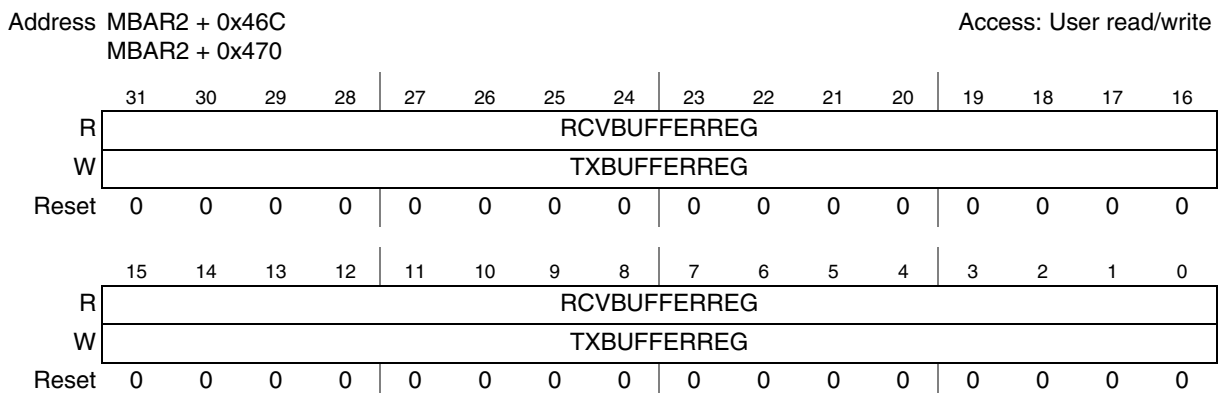 Address MBAR2 + 0x46C Access: User read/write
MBAR2 + 0x470
31 30 29 28 27 26 25 24 23 22 21 20 19 18 17 16
R RCVBUFFERREG
W TXBUFFERREG
Reset 0 0 0 0 0 0 0 0 0 0 0 0 0 0 0 0
15 14 13 12 11 10 9 8 7 6 5 4 3 2 1 0
R RCVBUFFERREG
W TXBUFFERREG
Reset 0 0 0 0 0 0 0 0 0 0 0 0 0 0 0 0